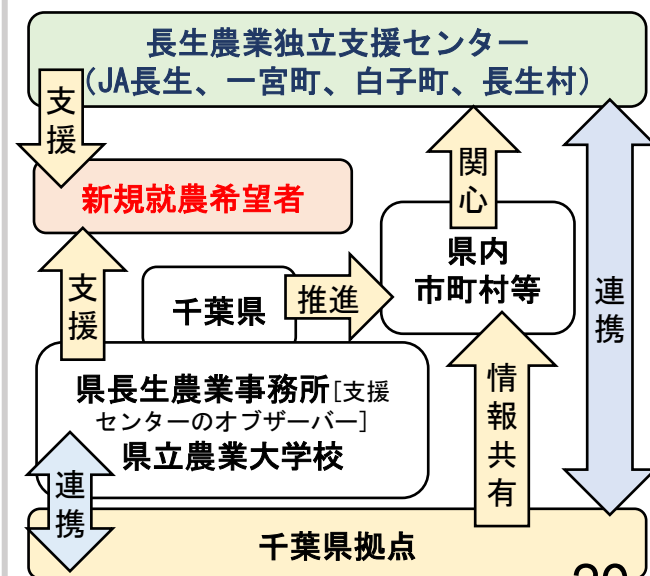 長生農業独立支援センター
（JA長生、一宮町、白子町、長生村）
支援
新規就農希望者
関心
県内
市町村等
支援
千葉県
推進
連携
県長生農業事務所[支援
センターのオブザーバー]
県立農業大学校
情報共有
連携
千葉県拠点